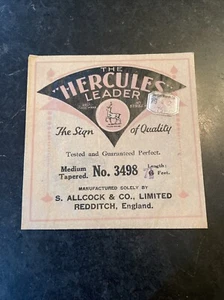 THE
"HERCULES"
LEADER
The Sign of Quality
Tested and Guaranteed Perfect.
Medium Tapered. No. 3498 Length: Feet.
MANUFACTURED SOLELY BY
S. ALLCOCK & CO., LIMITED
REDDITCH, England.